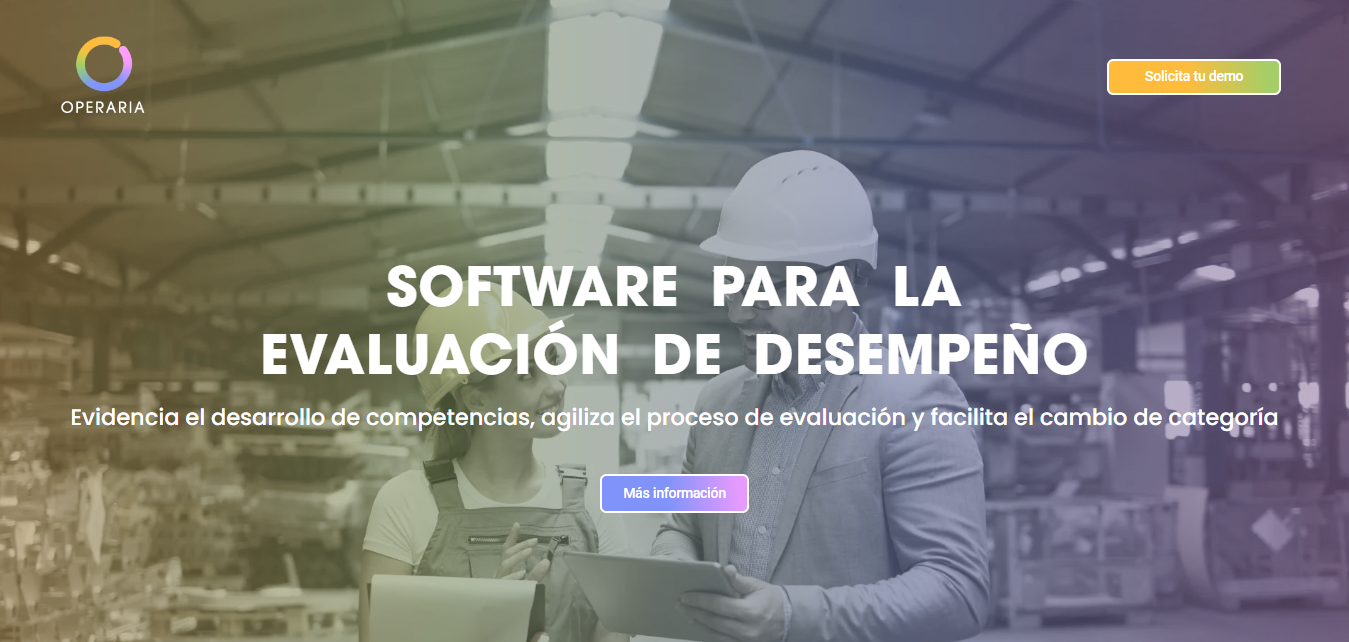 OPERARIA
Solicita tu demo
SOFTWARE PARA LA
EVALUACIÓN DE DESEMPEÑO
Evidencia el desarrollo de competencias, agiliza el proceso de evaluación y facilita el cambio de categoría
Más información